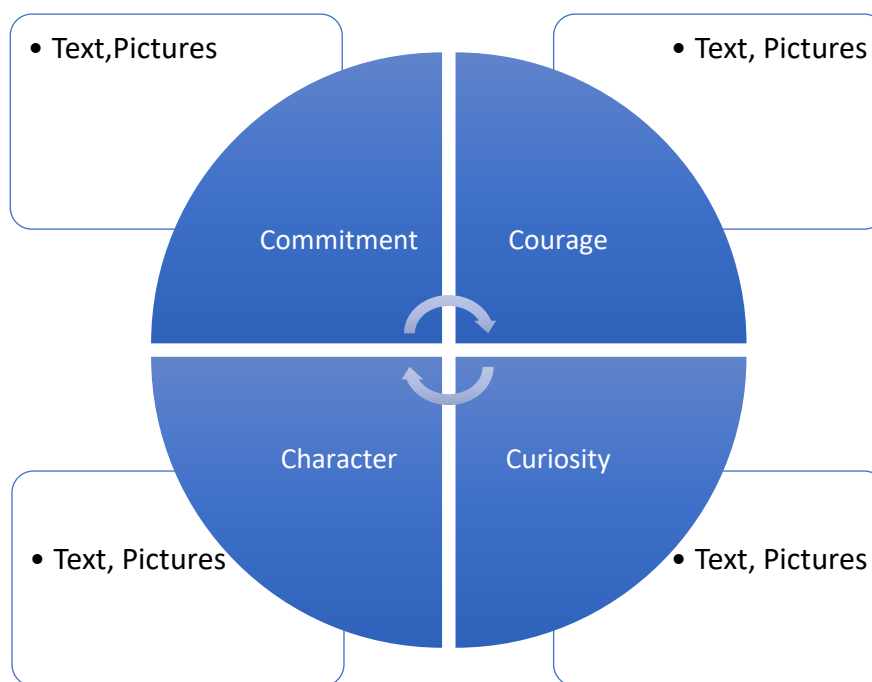 • Text,Pictures
• Text, Pictures
Commitment
Courage
Character
Curiosity
• Text, Pictures
• Text, Pictures